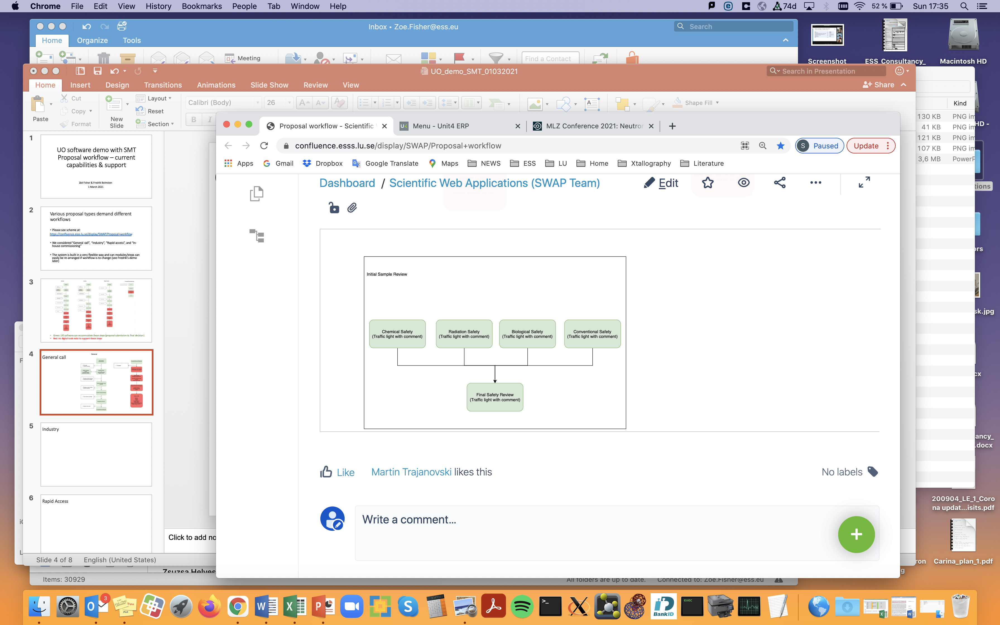 Chrome File Edit View History Bookmarks People Tab Window Help
74d 52 % Sun 17:35
Inbox • Zoe.Fisher@ess.eu
Search
Home Organize Tools
Meeting
Find a Contact
Screenshot
ESS_Consultancy_
Macintosh HD
UO_demo_SMT_01032021
Search in Presentation
Home Insert Design Transitions Animations Slide Show Review View
Share
Paste
Cut
Copy
Format
New
Slide
Layout
Reset
Section
Calibri (Body) 26
B I
Shape Fill
Kind
130 KB PNG im
41 KB PNG im
121 KB PNG im
107 KB PNG im
3,6 MB PowerP
HD -
tions
ors
sk.jpg
cx
ancy_
.docx
200904_LE_1_Coro
na updat...isits.pdf
ron
Carina_plan_1.pdf
g
1
UO software demo with SMT
Proposal workflow – current
capabilities & support
Zoë Fisher & Fredrik Bolmsten
1 March 2021
2
Various proposal types demand different
workflows
• Please see scheme at:
https://confluence.esss.lu.se/display/SWAP/Proposal+workflow
• We considered "General call", "Industry", "Rapid access", and "In-
house commissioning"
• The system is built in a very flexible way and can modules/steps can
easily be re-arranged if workflow is to change (see Fredrik's demo
later)
3
• Green: UO software can accommodate these steps (proposal submission to final decision)
• Red: no digital tools exist to support these steps
4
General call
General
5
Industry
6
Rapid Access
Click to add no
Slide 4 of 8 English (United States)
Zsuzsa Helyes
Items: 30929
All folders are up to date. Connected to: Zoe.Fisher@ess.eu
Proposal workflow - Scientific
Menu - Unit4 ERP
MLZ Conference 2021: Neutron
confluence.esss.lu.se/display/SWAP/Proposal+workflow
S Paused
Update
Apps Gmail Dropbox Google Translate Maps NEWS ESS LU Home Xtallography Literature
Dashboard / Scientific Web Applications (SWAP Team)
Edit
Initial Sample Review
Chemical Safety
(Traffic light with comment)
Radiation Safety
(Traffic light with comment)
Biological Safety
(Traffic light with comment)
Conventional Safety
(Traffic light with comment)
Final Safety Review
(Traffic light with comment)
Like
Martin Trajanovski likes this
No labels
Write a comment...
3
3.141593
BankID
exec